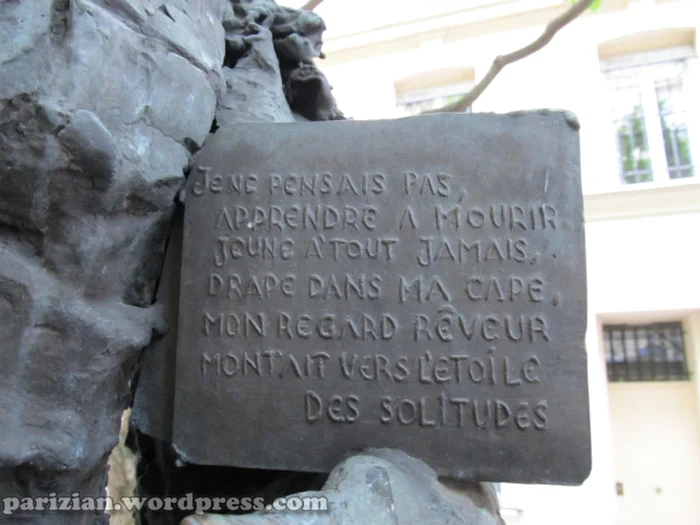 JE NE PENSAIS PAS,
APPRENDRE A MOURIR
JEUNE A TOUT JAMAIS,
DRAPE DANS MA CAPE,
MON REGARD RÊVEUR
MONTAIT VERS L'ETOILE
DES SOLITUDES
parizian.wordpress.com